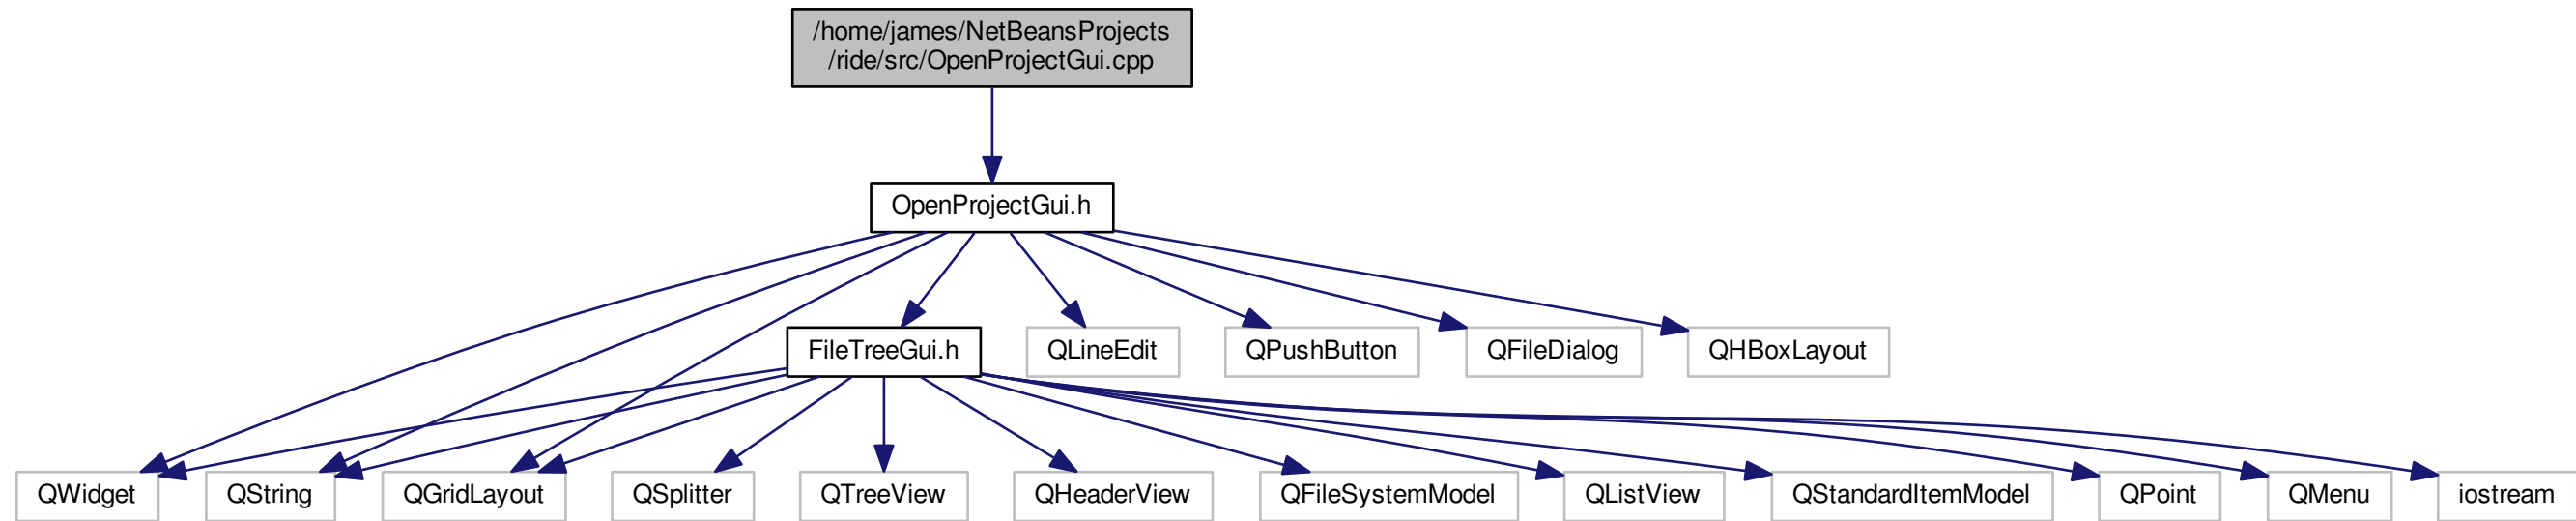 /home/james/NetBeansProjects
/ride/src/OpenProjectGui.cpp
OpenProjectGui.h
FileTreeGui.h
QLineEdit
QPushButton
QFileDialog
QHBoxLayout
QWidget
QString
QGridLayout
QSplitter
QTreeView
QHeaderView
QFileSystemModel
QListView
QStandardItemModel
QPoint
QMenu
iostream